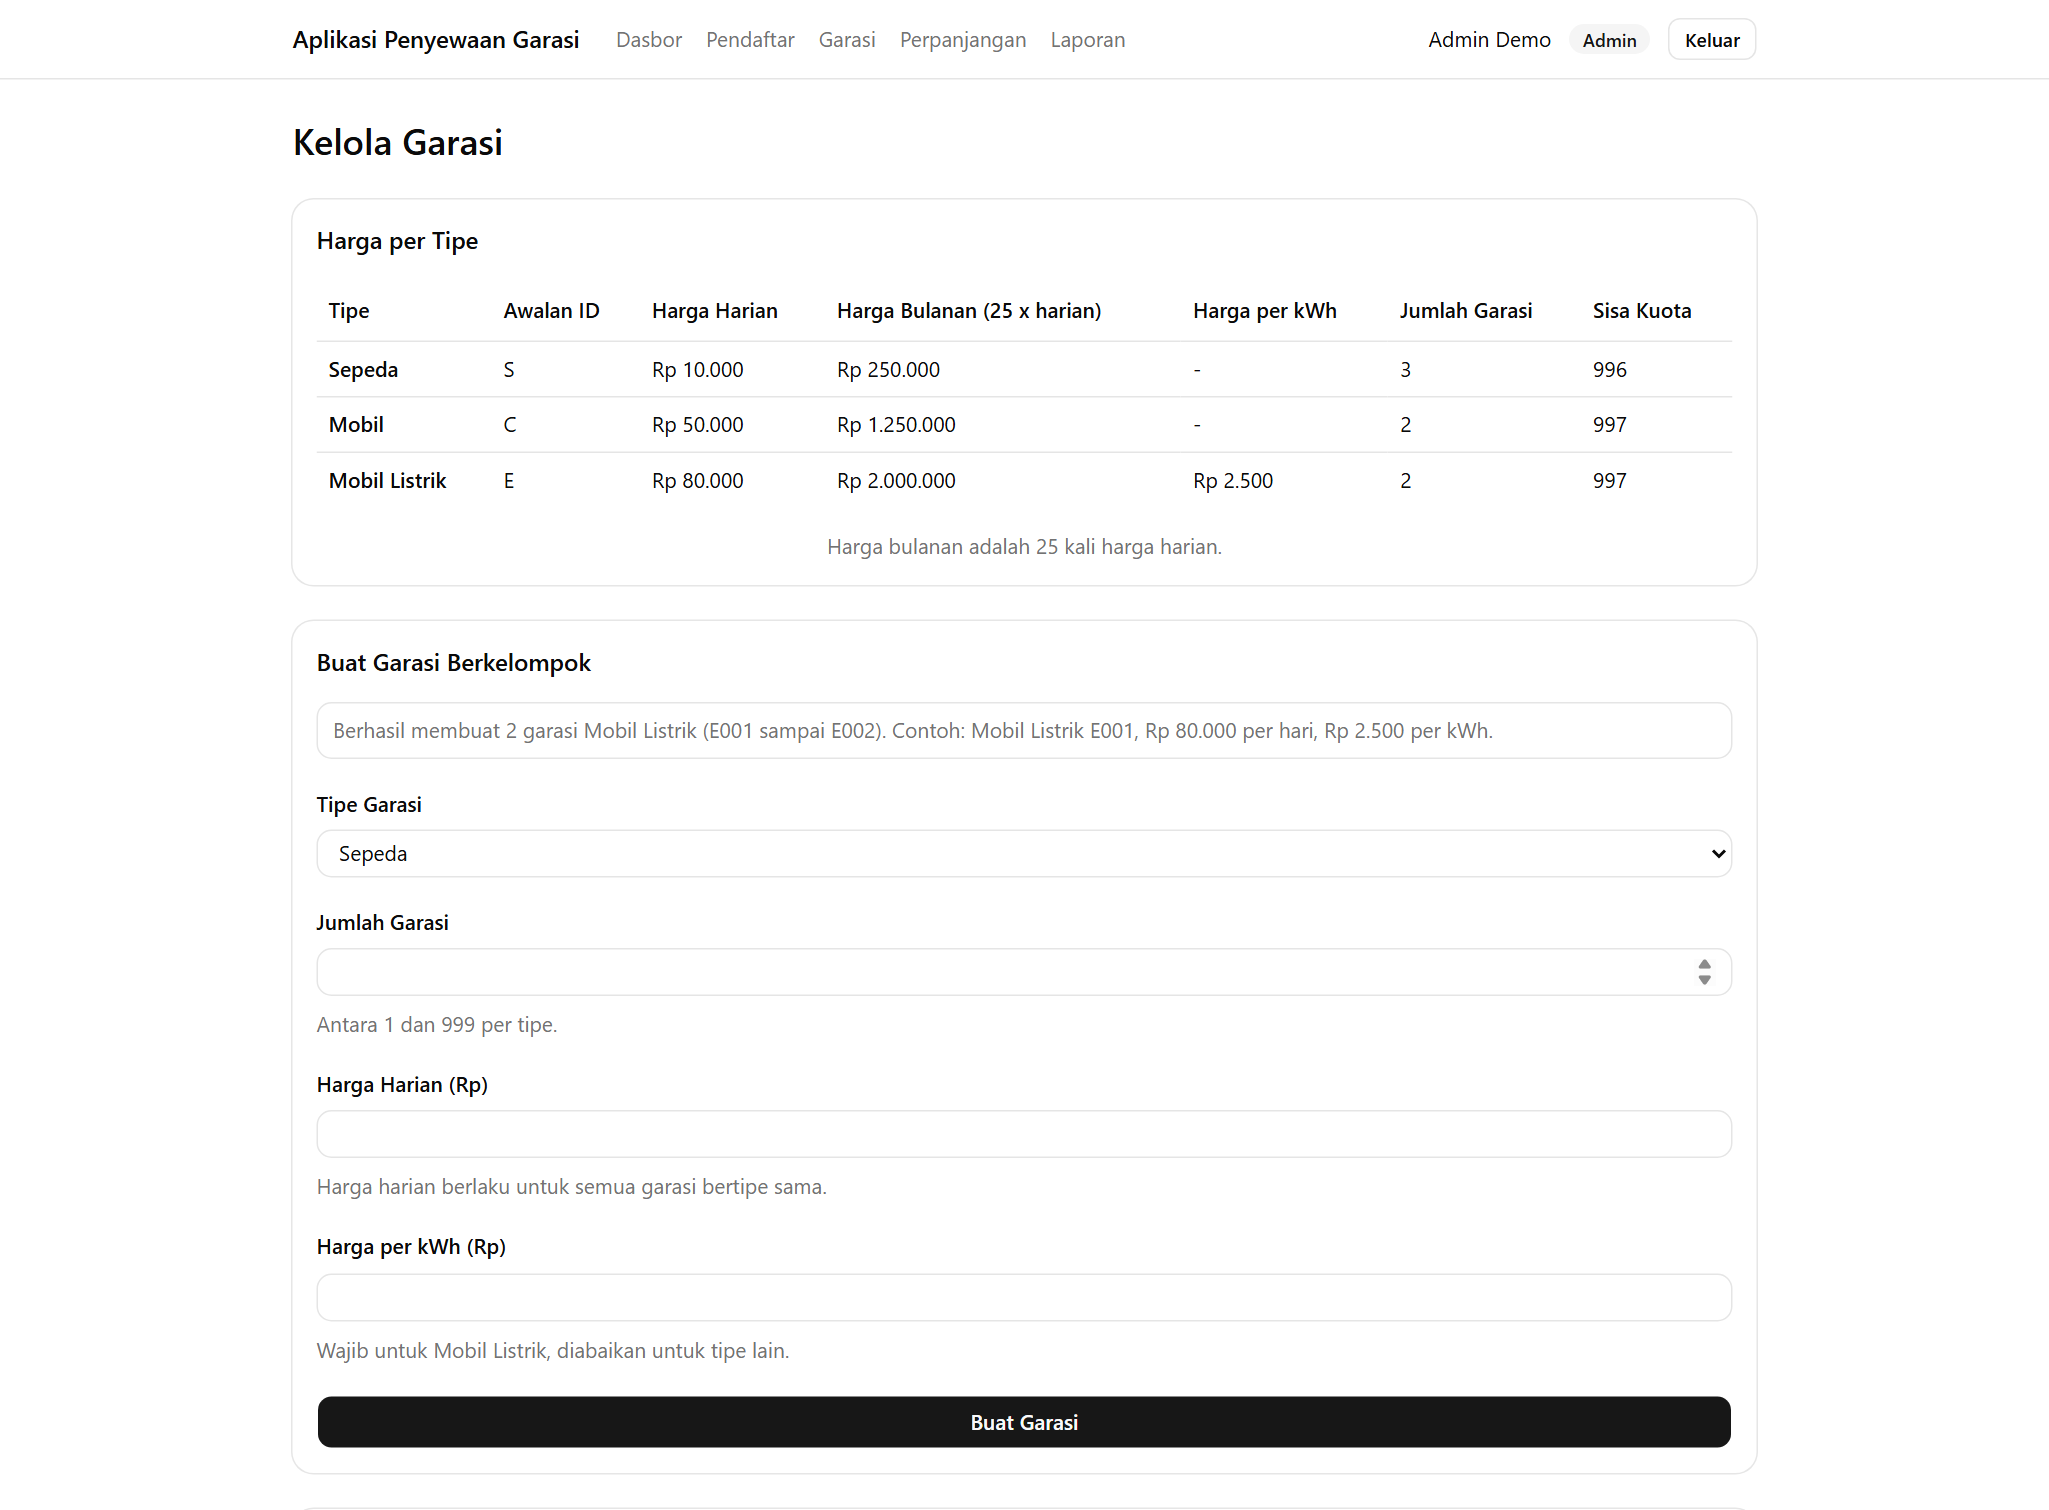 Aplikasi Penyewaan Garasi Dasbor Pendaftar Garasi Perpanjangan Laporan Admin Demo Admin Keluar
Kelola Garasi
Harga per Tipe
Tipe Awalan ID Harga Harian Harga Bulanan (25 x harian) Harga per kWh Jumlah Garasi Sisa Kuota
Sepeda S Rp 10.000 Rp 250.000 - 3 996
Mobil C Rp 50.000 Rp 1.250.000 - 2 997
Mobil Listrik E Rp 80.000 Rp 2.000.000 Rp 2.500 2 997
Harga bulanan adalah 25 kali harga harian.
Buat Garasi Berkelompok
Berhasil membuat 2 garasi Mobil Listrik (E001 sampai E002). Contoh: Mobil Listrik E001, Rp 80.000 per hari, Rp 2.500 per kWh.
Tipe Garasi
Sepeda
Jumlah Garasi
Antara 1 dan 999 per tipe.
Harga Harian (Rp)
Harga harian berlaku untuk semua garasi bertipe sama.
Harga per kWh (Rp)
Wajib untuk Mobil Listrik, diabaikan untuk tipe lain.
Buat Garasi